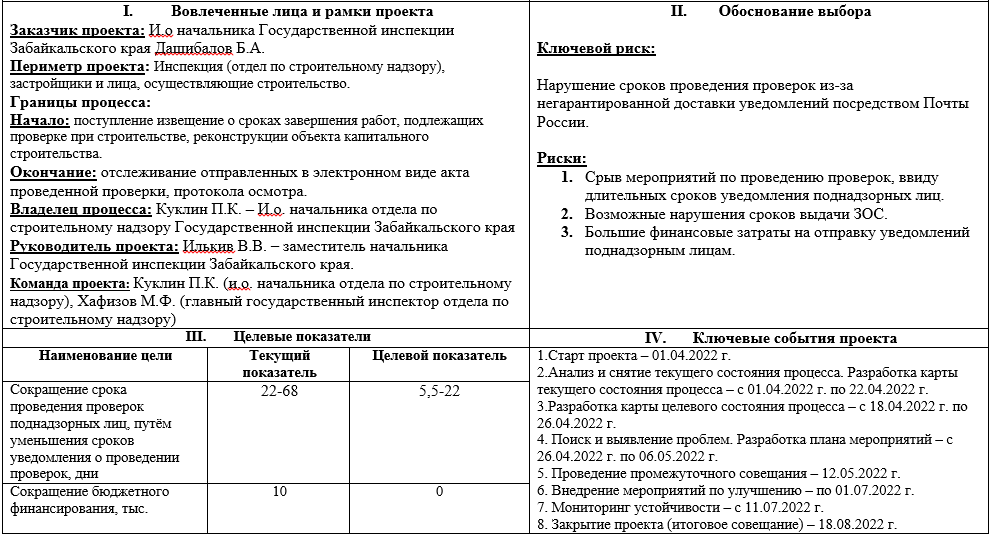 I. Вовлеченные лица и рамки проекта
Заказчик проекта: И.о начальника Государственной инспекции
Забайкальского края Дашибалов Б.А.
Периметр проекта: Инспекция (отдел по строительному надзору),
застройщики и лица, осуществляющие строительство.
Границы процесса:
Начало: поступление извещение о сроках завершения работ, подлежащих
проверке при строительстве, реконструкции объекта капитального
строительства.
Окончание: отслеживание отправленных в электронном виде акта
проведенной проверки, протокола осмотра.
Владелец процесса: Куклин П.К. – И.о. начальника отдела по
строительному надзору Государственной инспекции Забайкальского края
Руководитель проекта: Илькив В.В. – заместитель начальника
Государственной инспекции Забайкальского края.
Команда проекта: Куклин П.К. (и.о. начальника отдела по строительному
надзору), Хафизов М.Ф. (главный государственный инспектор отдела по
строительному надзору)
II. Обоснование выбора
Ключевой риск:
Нарушение сроков проведения проверок из-за
негарантированной доставки уведомлений посредством Почты
России.
Риски:
1. Срыв мероприятий по проведению проверок, ввиду
длительных сроков уведомления поднадзорных лиц.
2. Возможные нарушения сроков выдачи ЗОС.
3. Большие финансовые затраты на отправку уведомлений
поднадзорным лицам.
III. Целевые показатели
Наименование цели
Текущий
показатель
Целевой показатель
Сокращение срока
проведения проверок
поднадзорных лиц, путём
уменьшения сроков
уведомления о проведении
проверок, дни
22-68
5,5-22
Сокращение бюджетного
финансирования, тыс.
10
0
IV. Ключевые события проекта
1.Старт проекта – 01.04.2022 г.
2.Анализ и снятие текущего состояния процесса. Разработка карты
текущего состояния процесса – с 01.04.2022 г. по 22.04.2022 г.
3.Разработка карты целевого состояния процесса – с 18.04.2022 г. по
26.04.2022 г.
4. Поиск и выявление проблем. Разработка плана мероприятий – с
26.04.2022 г. по 06.05.2022 г.
5. Проведение промежуточного совещания – 12.05.2022 г.
6. Внедрение мероприятий по улучшению – по 01.07.2022 г.
7. Мониторинг устойчивости – с 11.07.2022 г.
8. Закрытие проекта (итоговое совещание) – 18.08.2022 г.